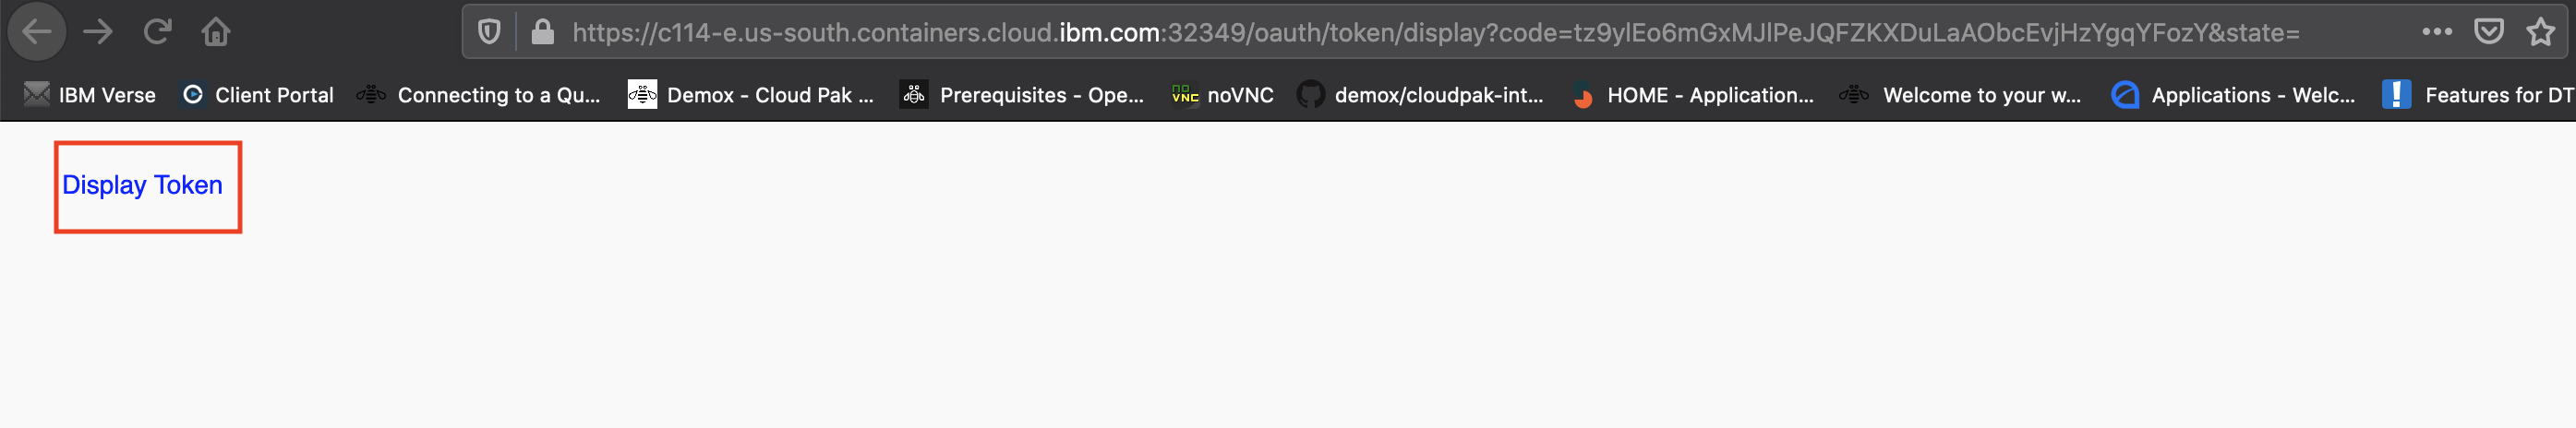 https://c114-e.us-south.containers.cloud.ibm.com:32349/oauth/token/display?code=tz9ylEo6mGxMJlPeJQFZKXDuLaAObcEvjHzYgqYFozY&state=
IBM Verse Client Portal Connecting to a Qu... Demox - Cloud Pak ... Prerequisites - Ope... no VNC noVNC demox/cloudpak-int... HOME - Application... Welcome to your w... Applications - Welc... Features for DT
Display Token